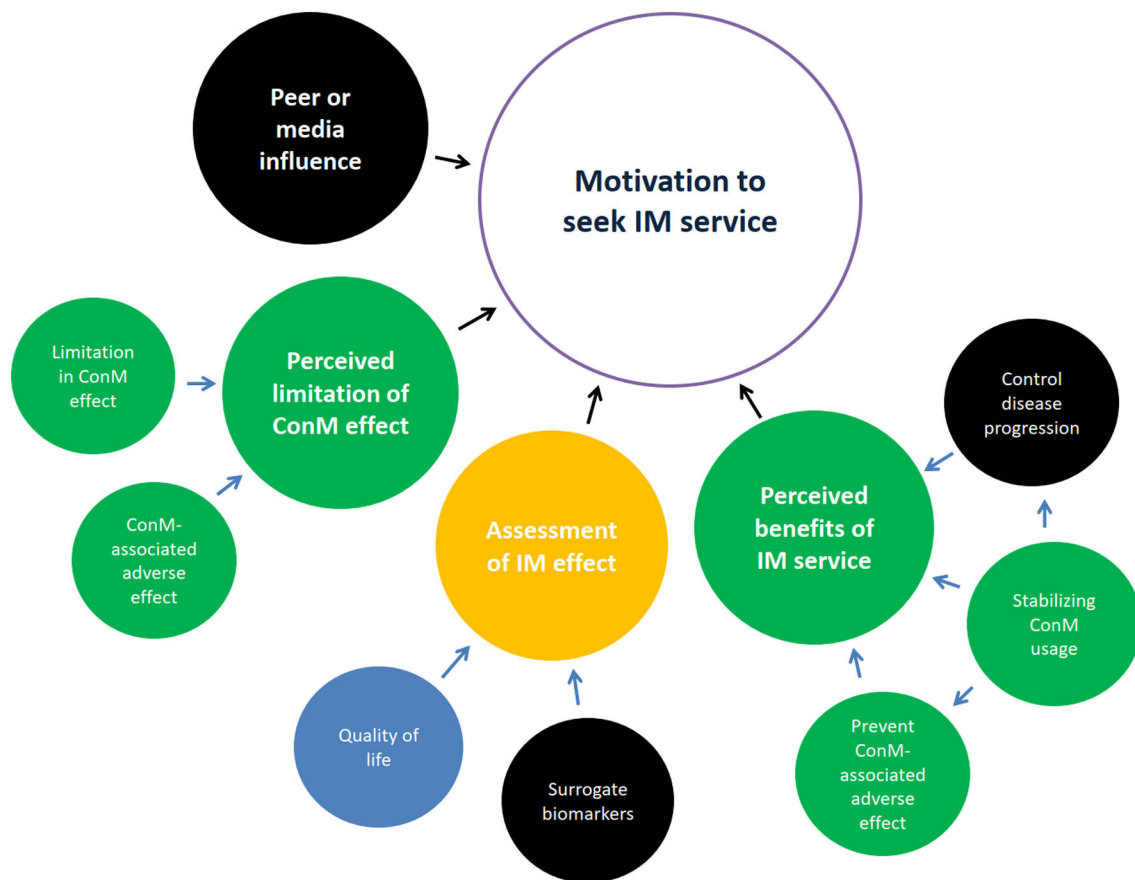 Peer or
media
influence
Motivation to
seek IM service
Limitation
in ConM
effect
Perceived
limitation of
ConM effect
Control
disease
progression
ConM-
associated
adverse
effect
Assessment
of IM effect
Perceived
benefits of
IM service
Stabilizing
ConM
usage
Quality of
life
Surrogate
biomarkers
Prevent
ConM-
associated
adverse
effect